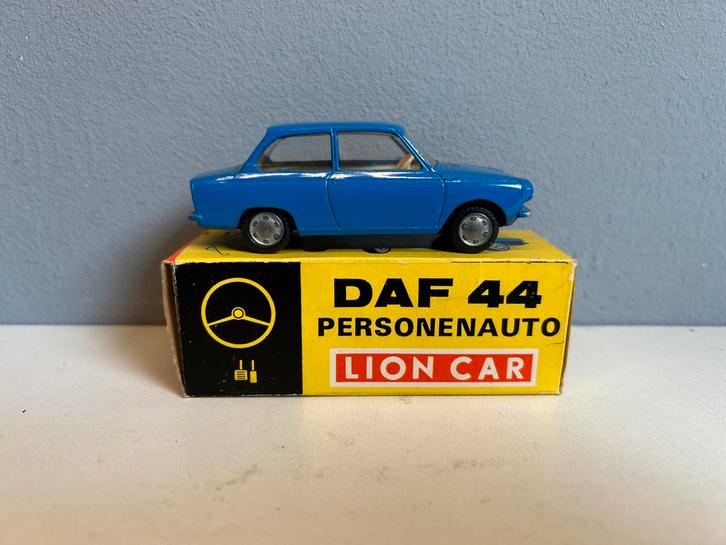 DAF 44
PERSONENAUTO
LION CAR